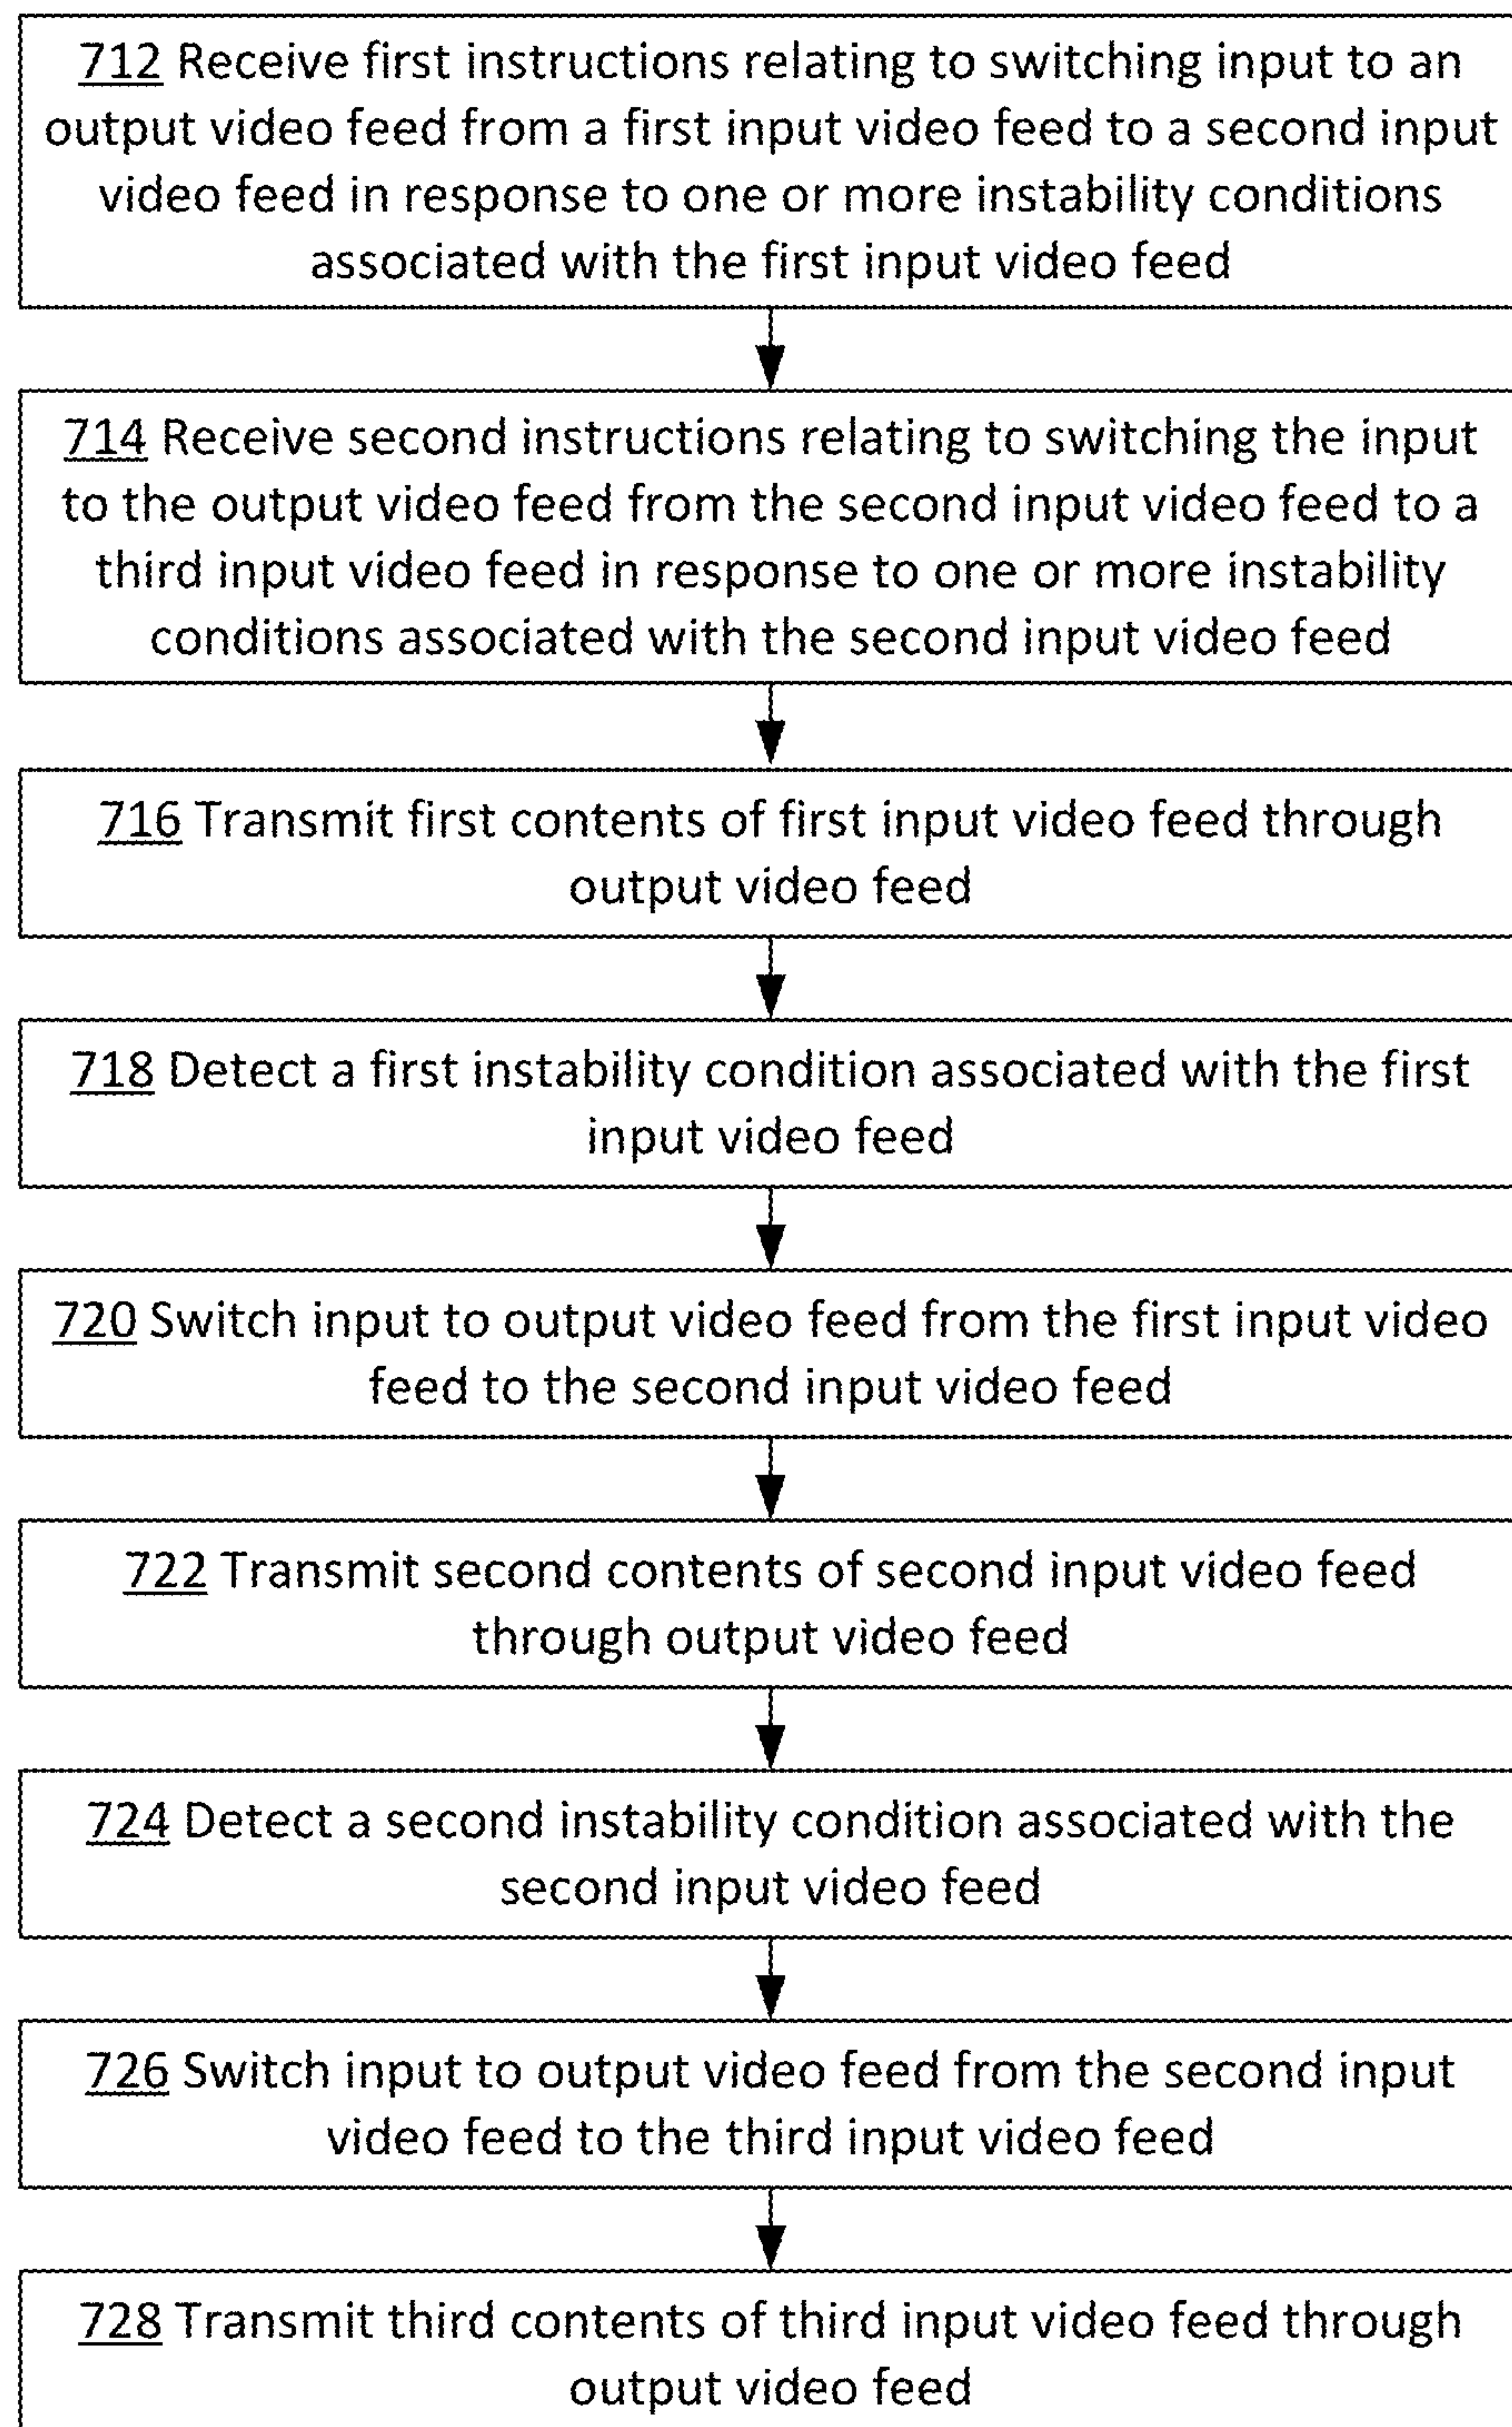 712 Receive first instructions relating to switching input to an
output video feed from a first input video feed to a second input
video feed in response to one or more instability conditions
associated with the first input video feed
714 Receive second instructions relating to switching the input
to the output video feed from the second input video feed to a
third input video feed in response to one or more instability
conditions associated with the second input video feed
716 Transmit first contents of first input video feed through
output video feed
718 Detect a first instability condition associated with the first
input video feed
720 Switch input to output video feed from the first input video
feed to the second input video feed
722 Transmit second contents of second input video feed
through output video feed
724 Detect a second instability condition associated with the
second input video feed
726 Switch input to output video feed from the second input
video feed to the third input video feed
728 Transmit third contents of third input video feed through
output video feed